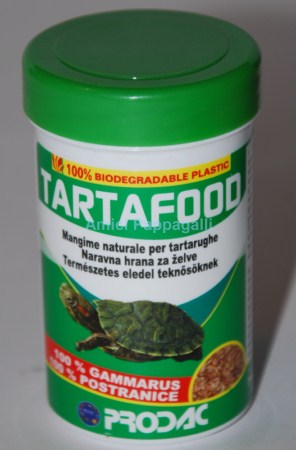 100% BIODEGRADABLE PLASTIC
TARTAFOOD
Amici Pappagalli
Mangime naturale per tartarughe
Naravna hrana za želve
Természetes eledel teknősöknek
100 % GAMMARUS
100 % POSTRANICE
PRODAC